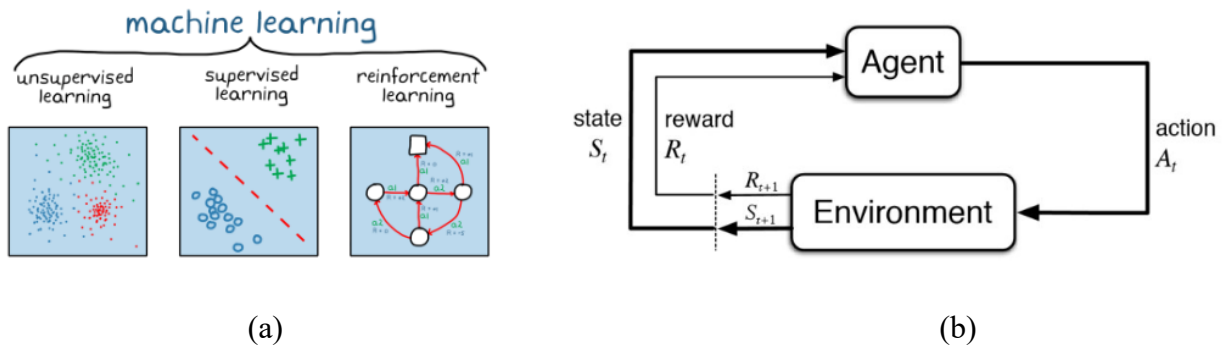 machine learning
unsupervised learning
supervised learning
reinforcement learning
Agent
state
S_t
reward
R_t
action
A_t
R_{t+1}
S_{t+1}
Environment
(a)
(b)